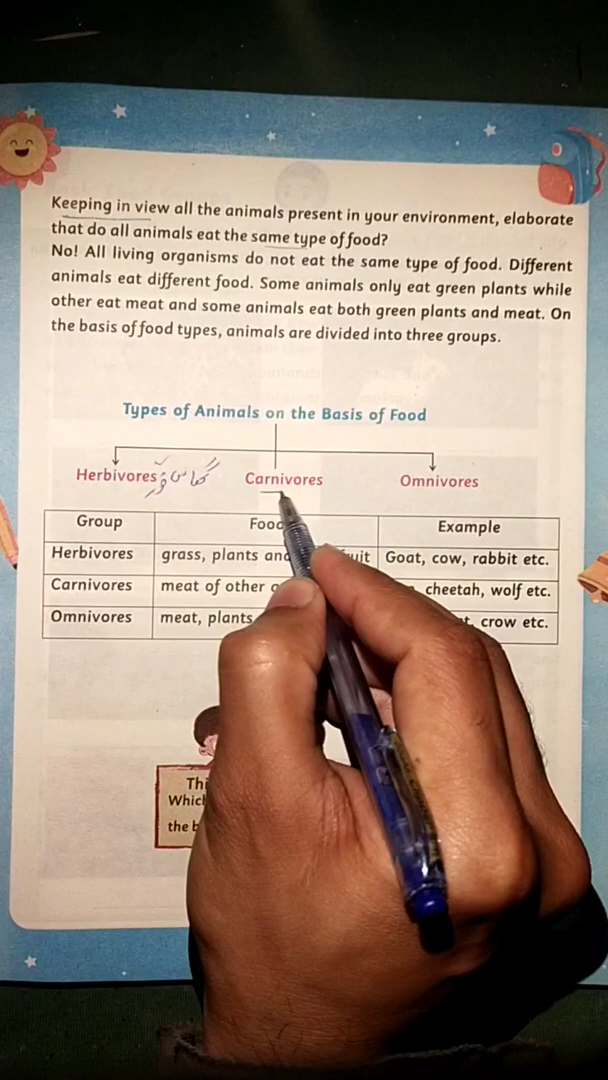 Keeping in view all the animals present in your environment, elaborate
that do all animals eat the same type of food?
No! All living organisms do not eat the same type of food. Different
animals eat different food. Some animals only eat green plants while
other eat meat and some animals eat both green plants and meat. On
the basis of food types, animals are divided into three groups.
Types of Animals on the Basis of Food
Herbivores گھاس خور Carnivores Omnivores
Group Food Example
Herbivores grass, plants and Goat, cow, rabbit etc.
Carnivores meat of other cheetah, wolf etc.
Omnivores meat, plants crow etc.
the